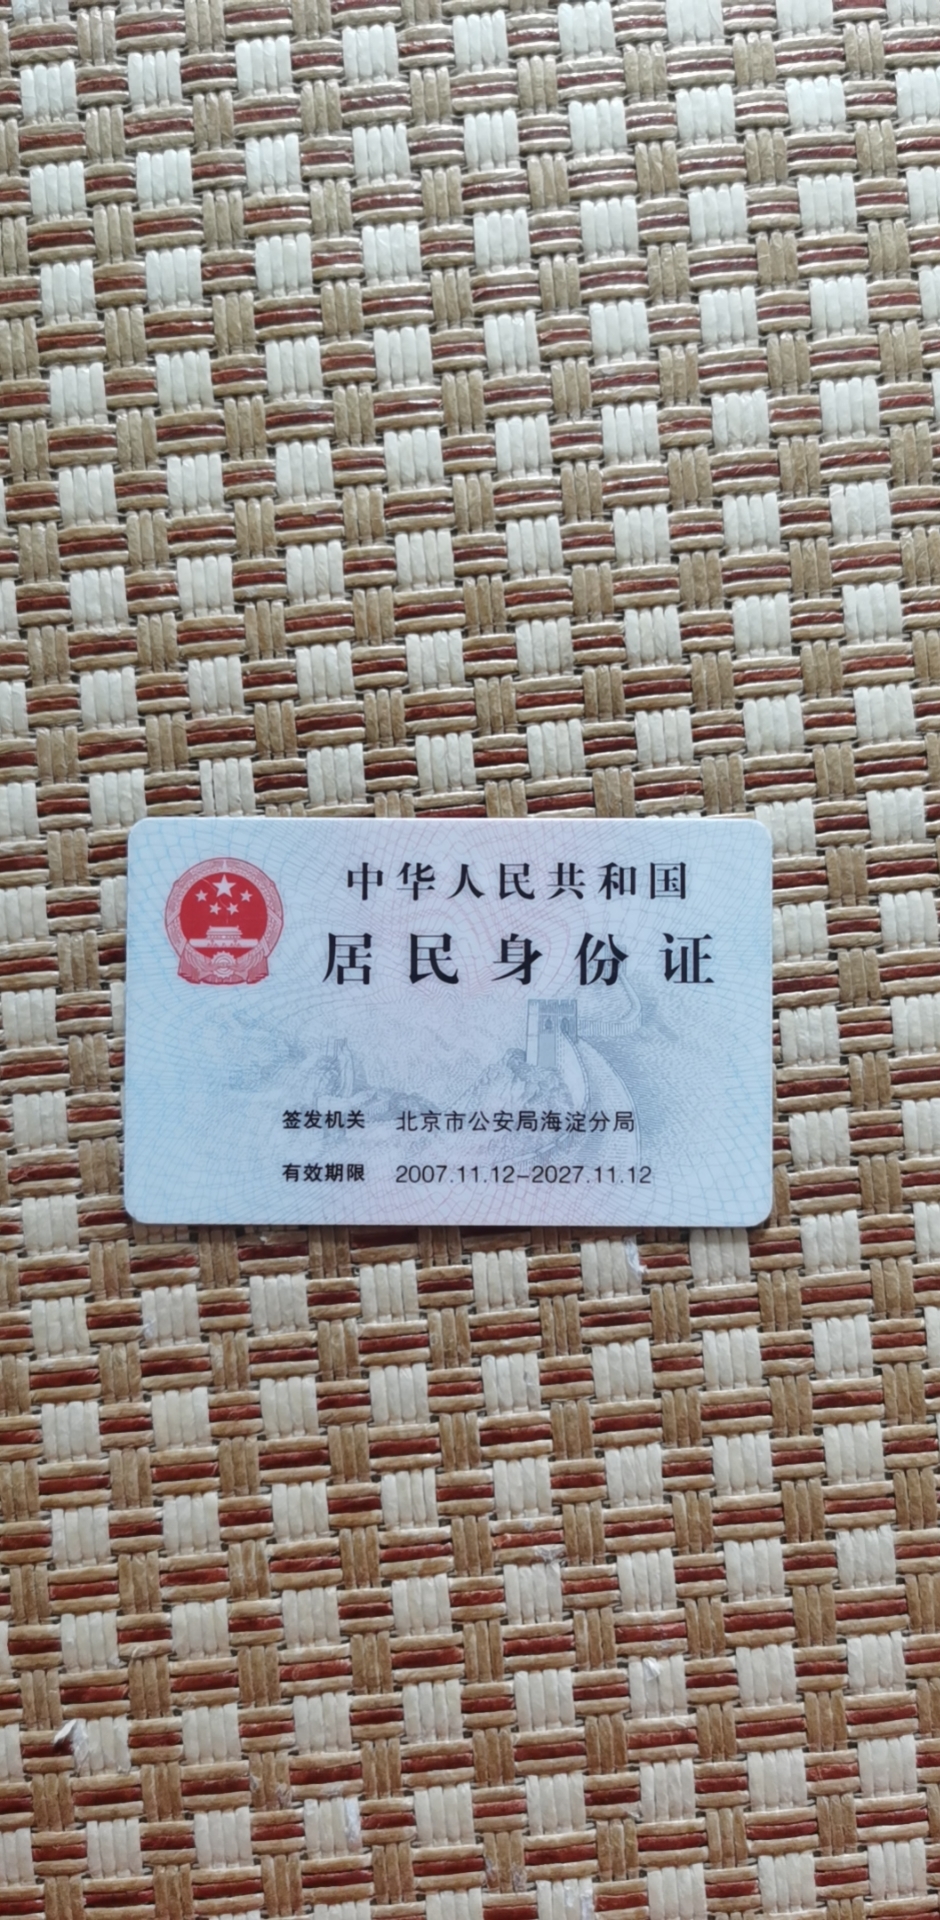 中华人民共和国
居民身份证
签发机关 北京市公安局海淀分局
有效期限 2007.11.12-2027.11.12